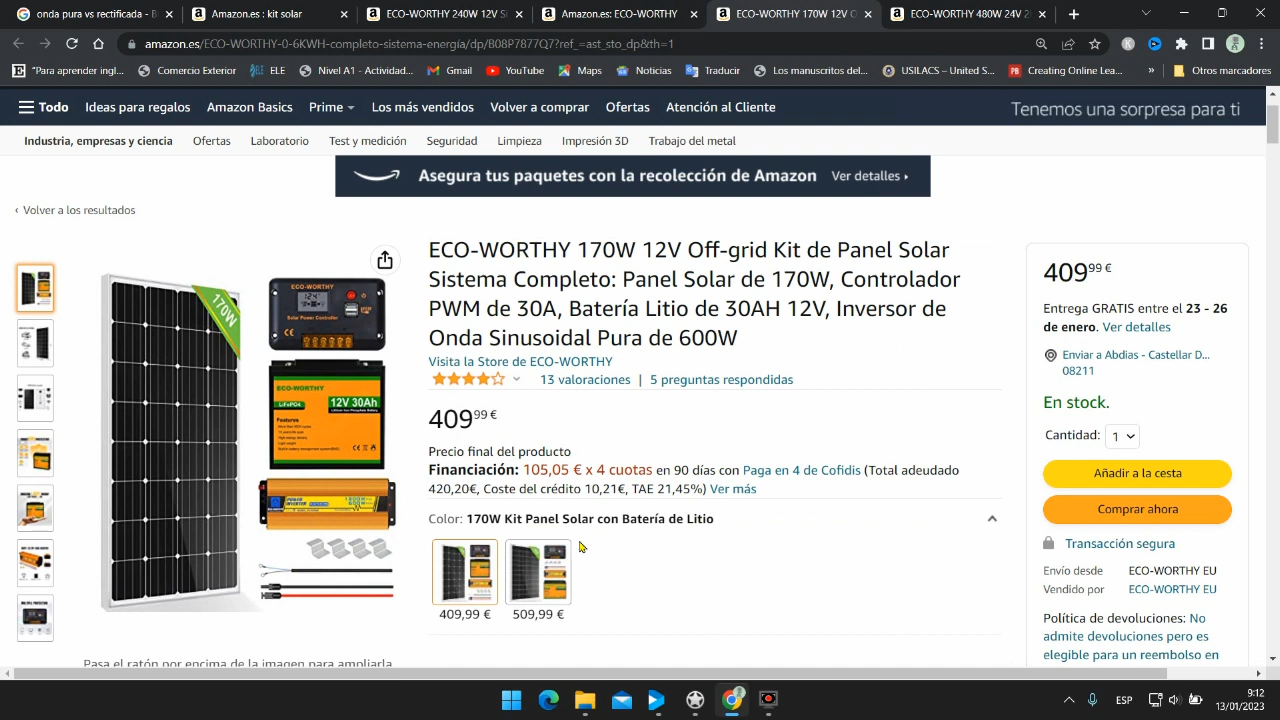 onda pura vs rectificada - B
Amazon.es: kit solar
ECO-WORTHY 240W 12V S
Amazon.es: ECO-WORTHY
ECO-WORTHY 170W 12V O
ECO-WORTHY 480W 24V 2
amazon.es/ECO-WORTHY-0-6KWH-completo-sistema-energía/dp/B08P7877Q7?ref_=ast_sto_dp&th=1
"Para aprender ingl...
Comercio Exterior
ELE
Nivel A1 - Actividad...
Gmail
YouTube
Maps
Noticias
Traducir
Los manuscritos del...
USILACS – United S...
Creating Online Lea...
»
Otros marcadores
Todo Ideas para regalos Amazon Basics Prime Los más vendidos Volver a comprar Ofertas Atención al Cliente
Tenemos una sorpresa para ti
Industria, empresas y ciencia Ofertas Laboratorio Test y medición Seguridad Limpieza Impresión 3D Trabajo del metal
Asegura tus paquetes con la recolección de Amazon Ver detalles ▸
‹ Volver a los resultados
170W
ECO-WORTHY
Solar Power Controller
ECO-WORTHY
LiFePO4
12V 30Ah
Features
POWER INVERTER
Pasa el ratón por encima de la imagen para ampliarla
ECO-WORTHY 170W 12V Off-grid Kit de Panel Solar
Sistema Completo: Panel Solar de 170W, Controlador
PWM de 30A, Batería Litio de 30AH 12V, Inversor de
Onda Sinusoidal Pura de 600W
Visita la Store de ECO-WORTHY
13 valoraciones | 5 preguntas respondidas
409,99 €
Precio final del producto
Financiación: 105,05 € x 4 cuotas en 90 días con Paga en 4 de Cofidis (Total adeudado
420,20€, Coste del crédito 10,21€, TAE 21,45%) Ver más
Color: 170W Kit Panel Solar con Batería de Litio
409,99 €
509,99 €
409,99 €
Entrega GRATIS entre el 23 - 26
de enero. Ver detalles
Enviar a Abdias - Castellar D...
08211
En stock.
Cantidad: 1
Añadir a la cesta
Comprar ahora
Transacción segura
Envío desde ECO-WORTHY EU
Vendido por ECO-WORTHY EU
Política de devoluciones: No
admite devoluciones pero es
elegible para un reembolso en
ESP
9:12
13/01/2023